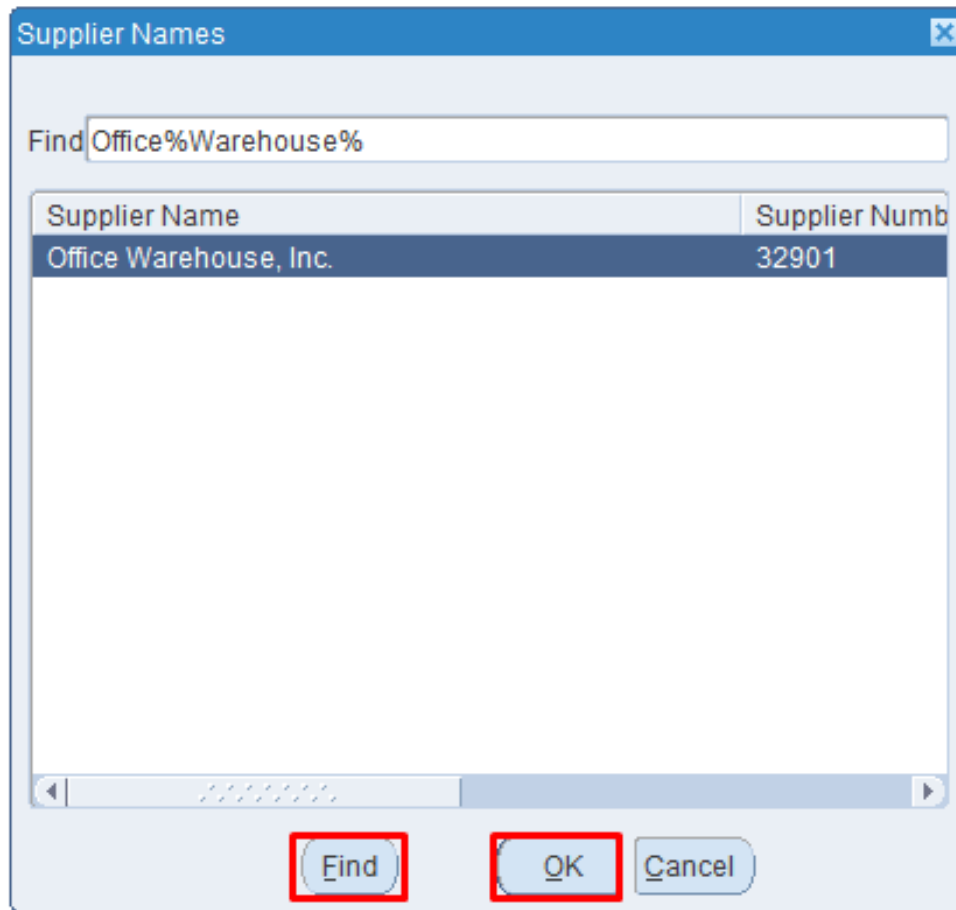 Supplier Names
Find Office%Warehouse%
Supplier Name Supplier Numb
Office Warehouse, Inc. 32901
Find OK Cancel